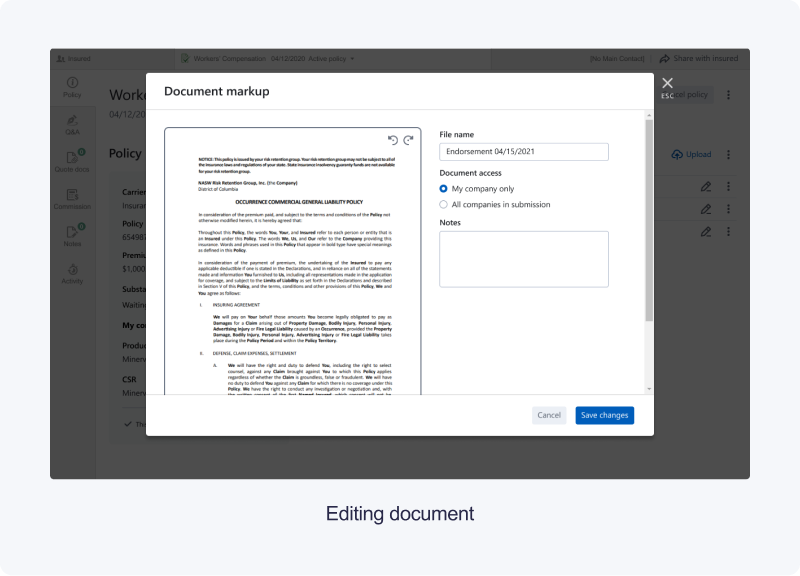 Insured
Workers' Compensation 04/12/2020 Active policy
[No Main Contact]
Share with insured
Policy
Q&A
Quote docs
Commission
Notes
Activity
04/12/20
Policy
Upload
Carrier
Policy
65498
$1,000
Waiting
CSR
Minerv
Document markup
ESC
NOTICE: This policy is issued by your risk retention group. Your risk retention group may not be subject to all of
the insurance laws and regulations of your state. State insurance insolvency guaranty funds are not available
NASW Risk Retention Group, Inc. (the Company)
District of Columbia
OCCURRENCE COMMERCIAL GENERAL LIABILITY POLICY
In consideration of the premium paid, and subject to the terms and conditions of the Policy not
otherwise modified herein, it is hereby agreed that:
Throughout this Policy, the words You, Your, and Insured refer to each person or entity that is
an Insured under this Policy. The words We, Us, and Our refer to the Company providing this
insurance. Words and phrases used in this Policy that appear in bold type have special meanings
as defined in this Policy.
In consideration of the payment of premium, the undertaking of the Insured to pay any
applicable deductible if one is stated in the Declarations, and in reliance on all of the statements
made and information You furnished to Us, including all representations made in the application
for coverage, and subject to the Limits of Liability as set forth in the Declarations and described
in Section V of this Policy, and the terms, conditions and other provisions of this Policy, We and
You agree as follows:
I. INSURING AGREEMENT
We will pay on Your behalf those amounts You become legally obligated to pay as
Damages for a Claim arising out of Property Damage, Bodily Injury, Personal Injury,
Advertising Injury or Fire Legal Liability caused by an Occurrence, provided the Property
Damage, Bodily Injury, Personal Injury, Advertising Injury or Fire Legal Liability takes
place during the Policy Period and within the Policy Territory.
II. DEFENSE, CLAIM EXPENSES, SETTLEMENT
A. We will have the right and duty to defend You, including the right to select
counsel, against any Claim brought against You to which this Policy applies
regardless of whether the Claim is groundless, false or fraudulent. We will have
no duty to defend You against any Claim for which there is no coverage under this
Policy. We have the right to conduct any investigation or negotiation and, with
File name
Endorsement 04/15/2021
Document access
My company only
All companies in submission
Notes
Cancel
Save changes
Editing document